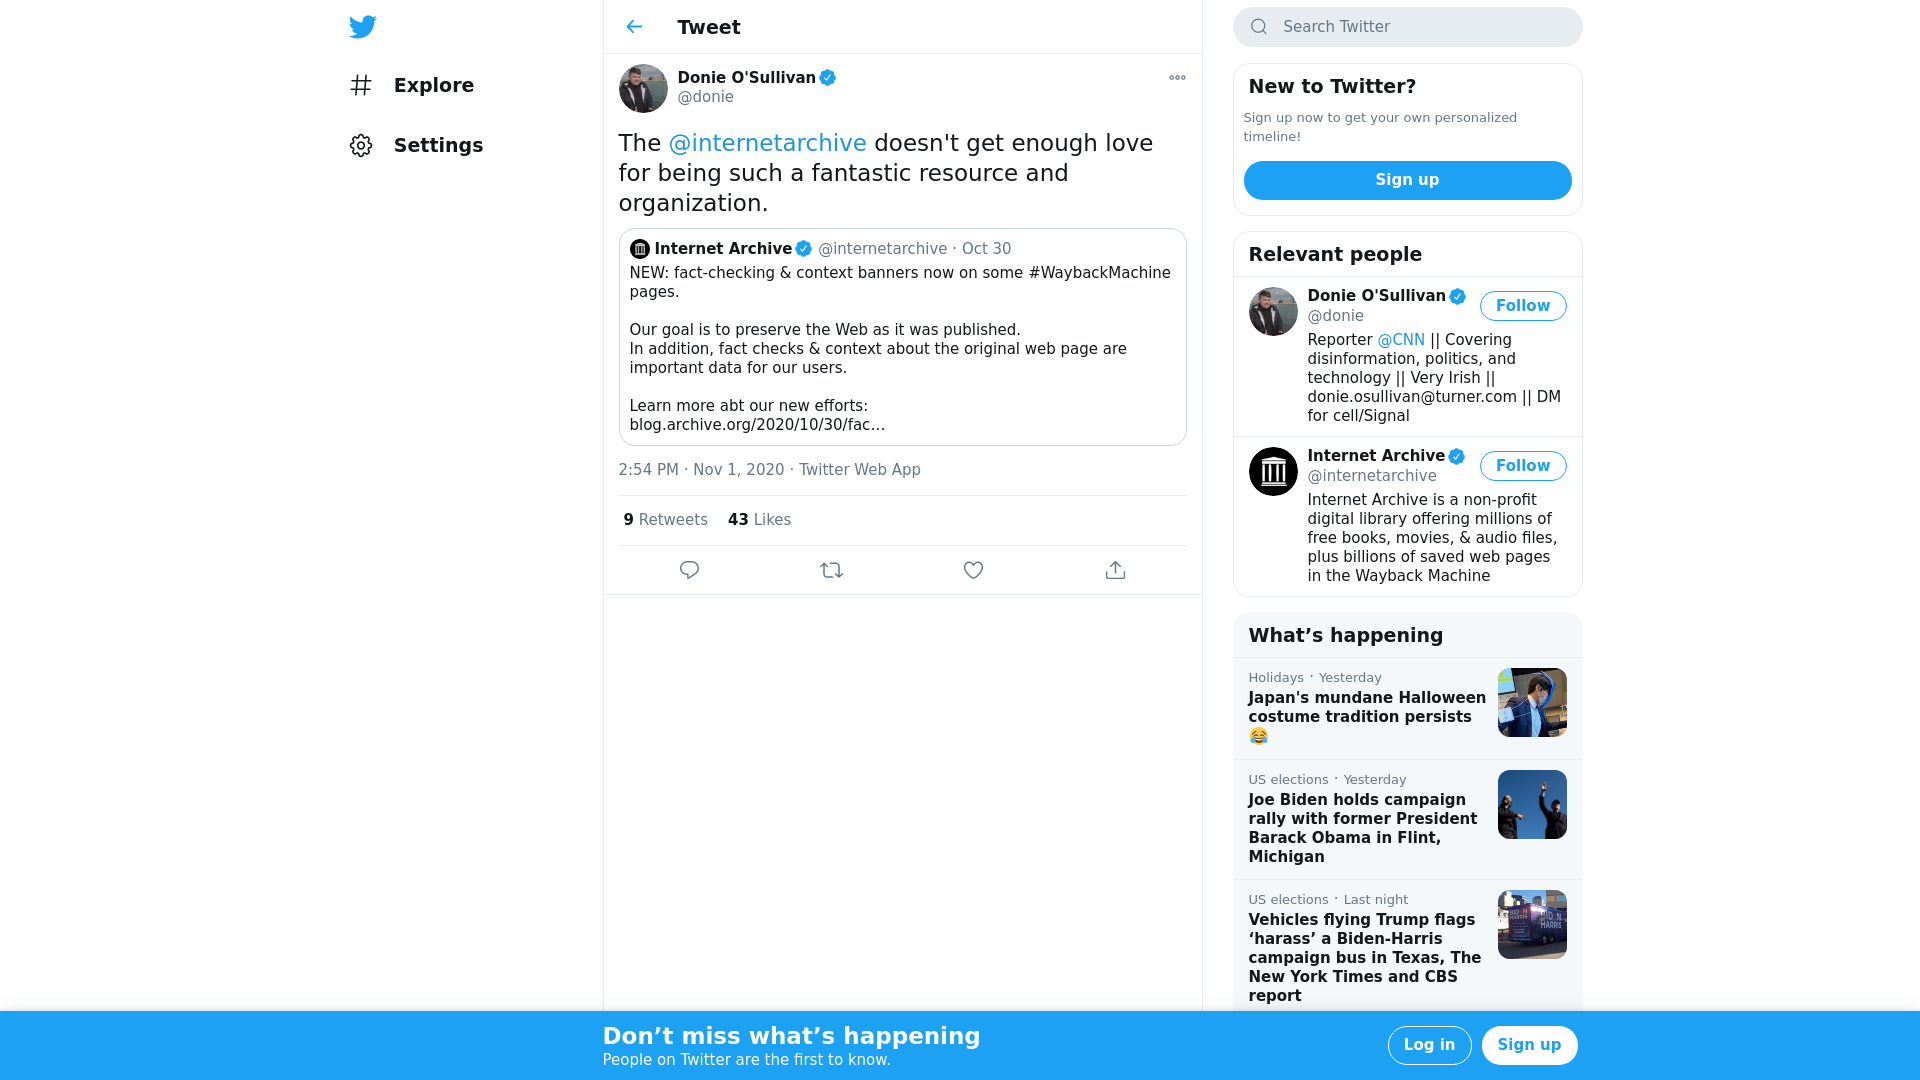 Explore
Settings
Tweet
Donie O'Sullivan
@donie
The @internetarchive doesn't get enough love
for being such a fantastic resource and
organization.
Internet Archive @internetarchive · Oct 30
NEW: fact-checking & context banners now on some #WaybackMachine
pages.
Our goal is to preserve the Web as it was published.
In addition, fact checks & context about the original web page are
important data for our users.
Learn more abt our new efforts:
blog.archive.org/2020/10/30/fac…
2:54 PM · Nov 1, 2020 · Twitter Web App
9 Retweets 43 Likes
Search Twitter
New to Twitter?
Sign up now to get your own personalized
timeline!
Sign up
Relevant people
Donie O'Sullivan
@donie
Follow
Reporter @CNN || Covering
disinformation, politics, and
technology || Very Irish ||
donie.osullivan@turner.com || DM
for cell/Signal
Internet Archive
@internetarchive
Follow
Internet Archive is a non-profit
digital library offering millions of
free books, movies, & audio files,
plus billions of saved web pages
in the Wayback Machine
What’s happening
Holidays · Yesterday
Japan's mundane Halloween
costume tradition persists
😂
US elections · Yesterday
Joe Biden holds campaign
rally with former President
Barack Obama in Flint,
Michigan
US elections · Last night
Vehicles flying Trump flags
‘harass’ a Biden-Harris
campaign bus in Texas, The
New York Times and CBS
report
Don’t miss what’s happening
People on Twitter are the first to know.
Log in
Sign up